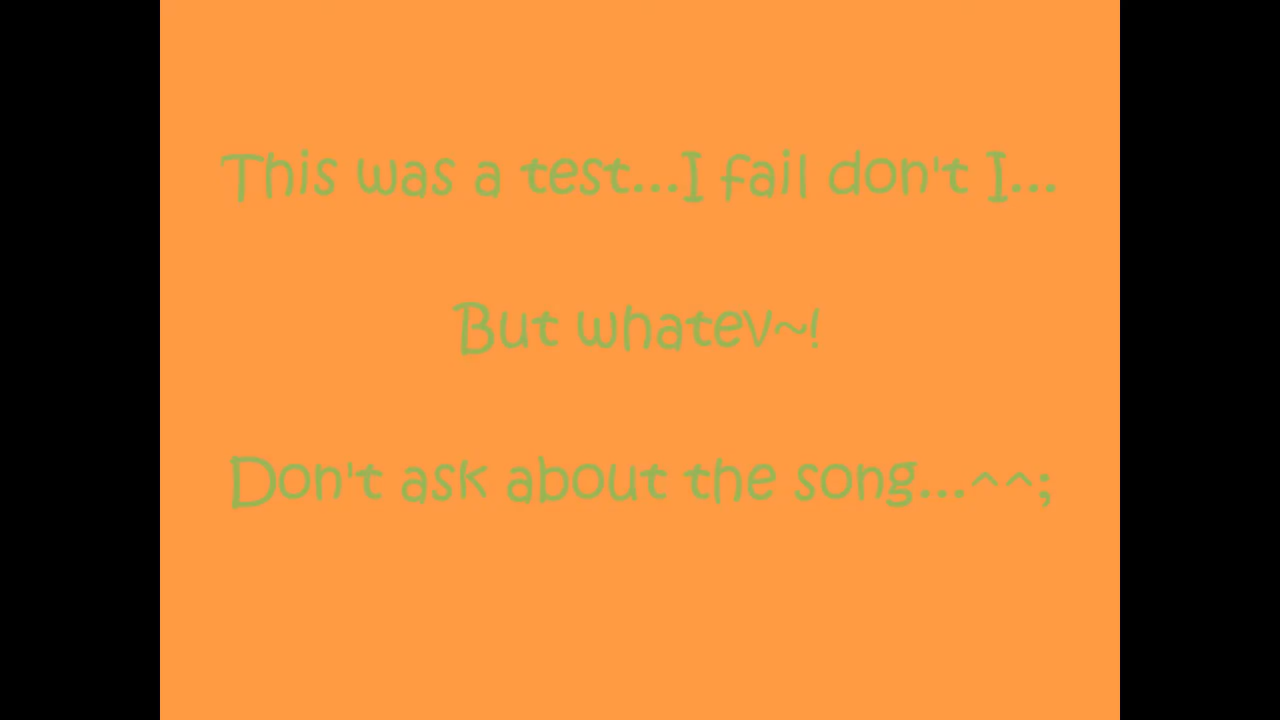 This was a test...I fail don't I...
But whatev~!
Don't ask about the song...^^;